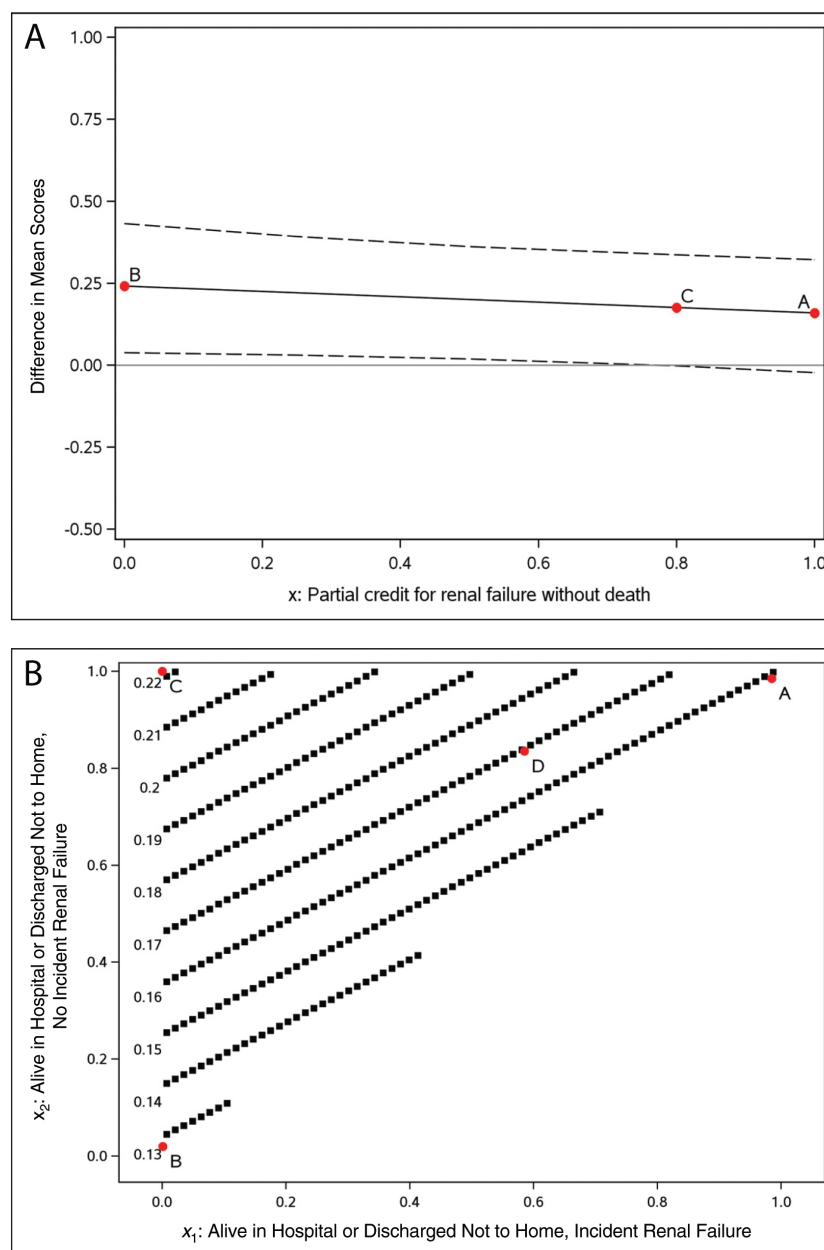 A
1.00
0.75
0.50
0.25
0.00
-0.25
-0.50
Difference in Mean Scores
B
C
A
0.0
0.2
0.4
0.6
0.8
1.0
x: Partial credit for renal failure without death
B
1.0
0.8
0.6
0.4
0.2
0.0
x₂: Alive in Hospital or Discharged Not to Home,
No Incident Renal Failure
0.22
C
A
0.21
D
0.2
0.19
0.18
0.17
0.16
0.15
0.14
0.13
B
0.0
0.2
0.4
0.6
0.8
1.0
x₁: Alive in Hospital or Discharged Not to Home, Incident Renal Failure